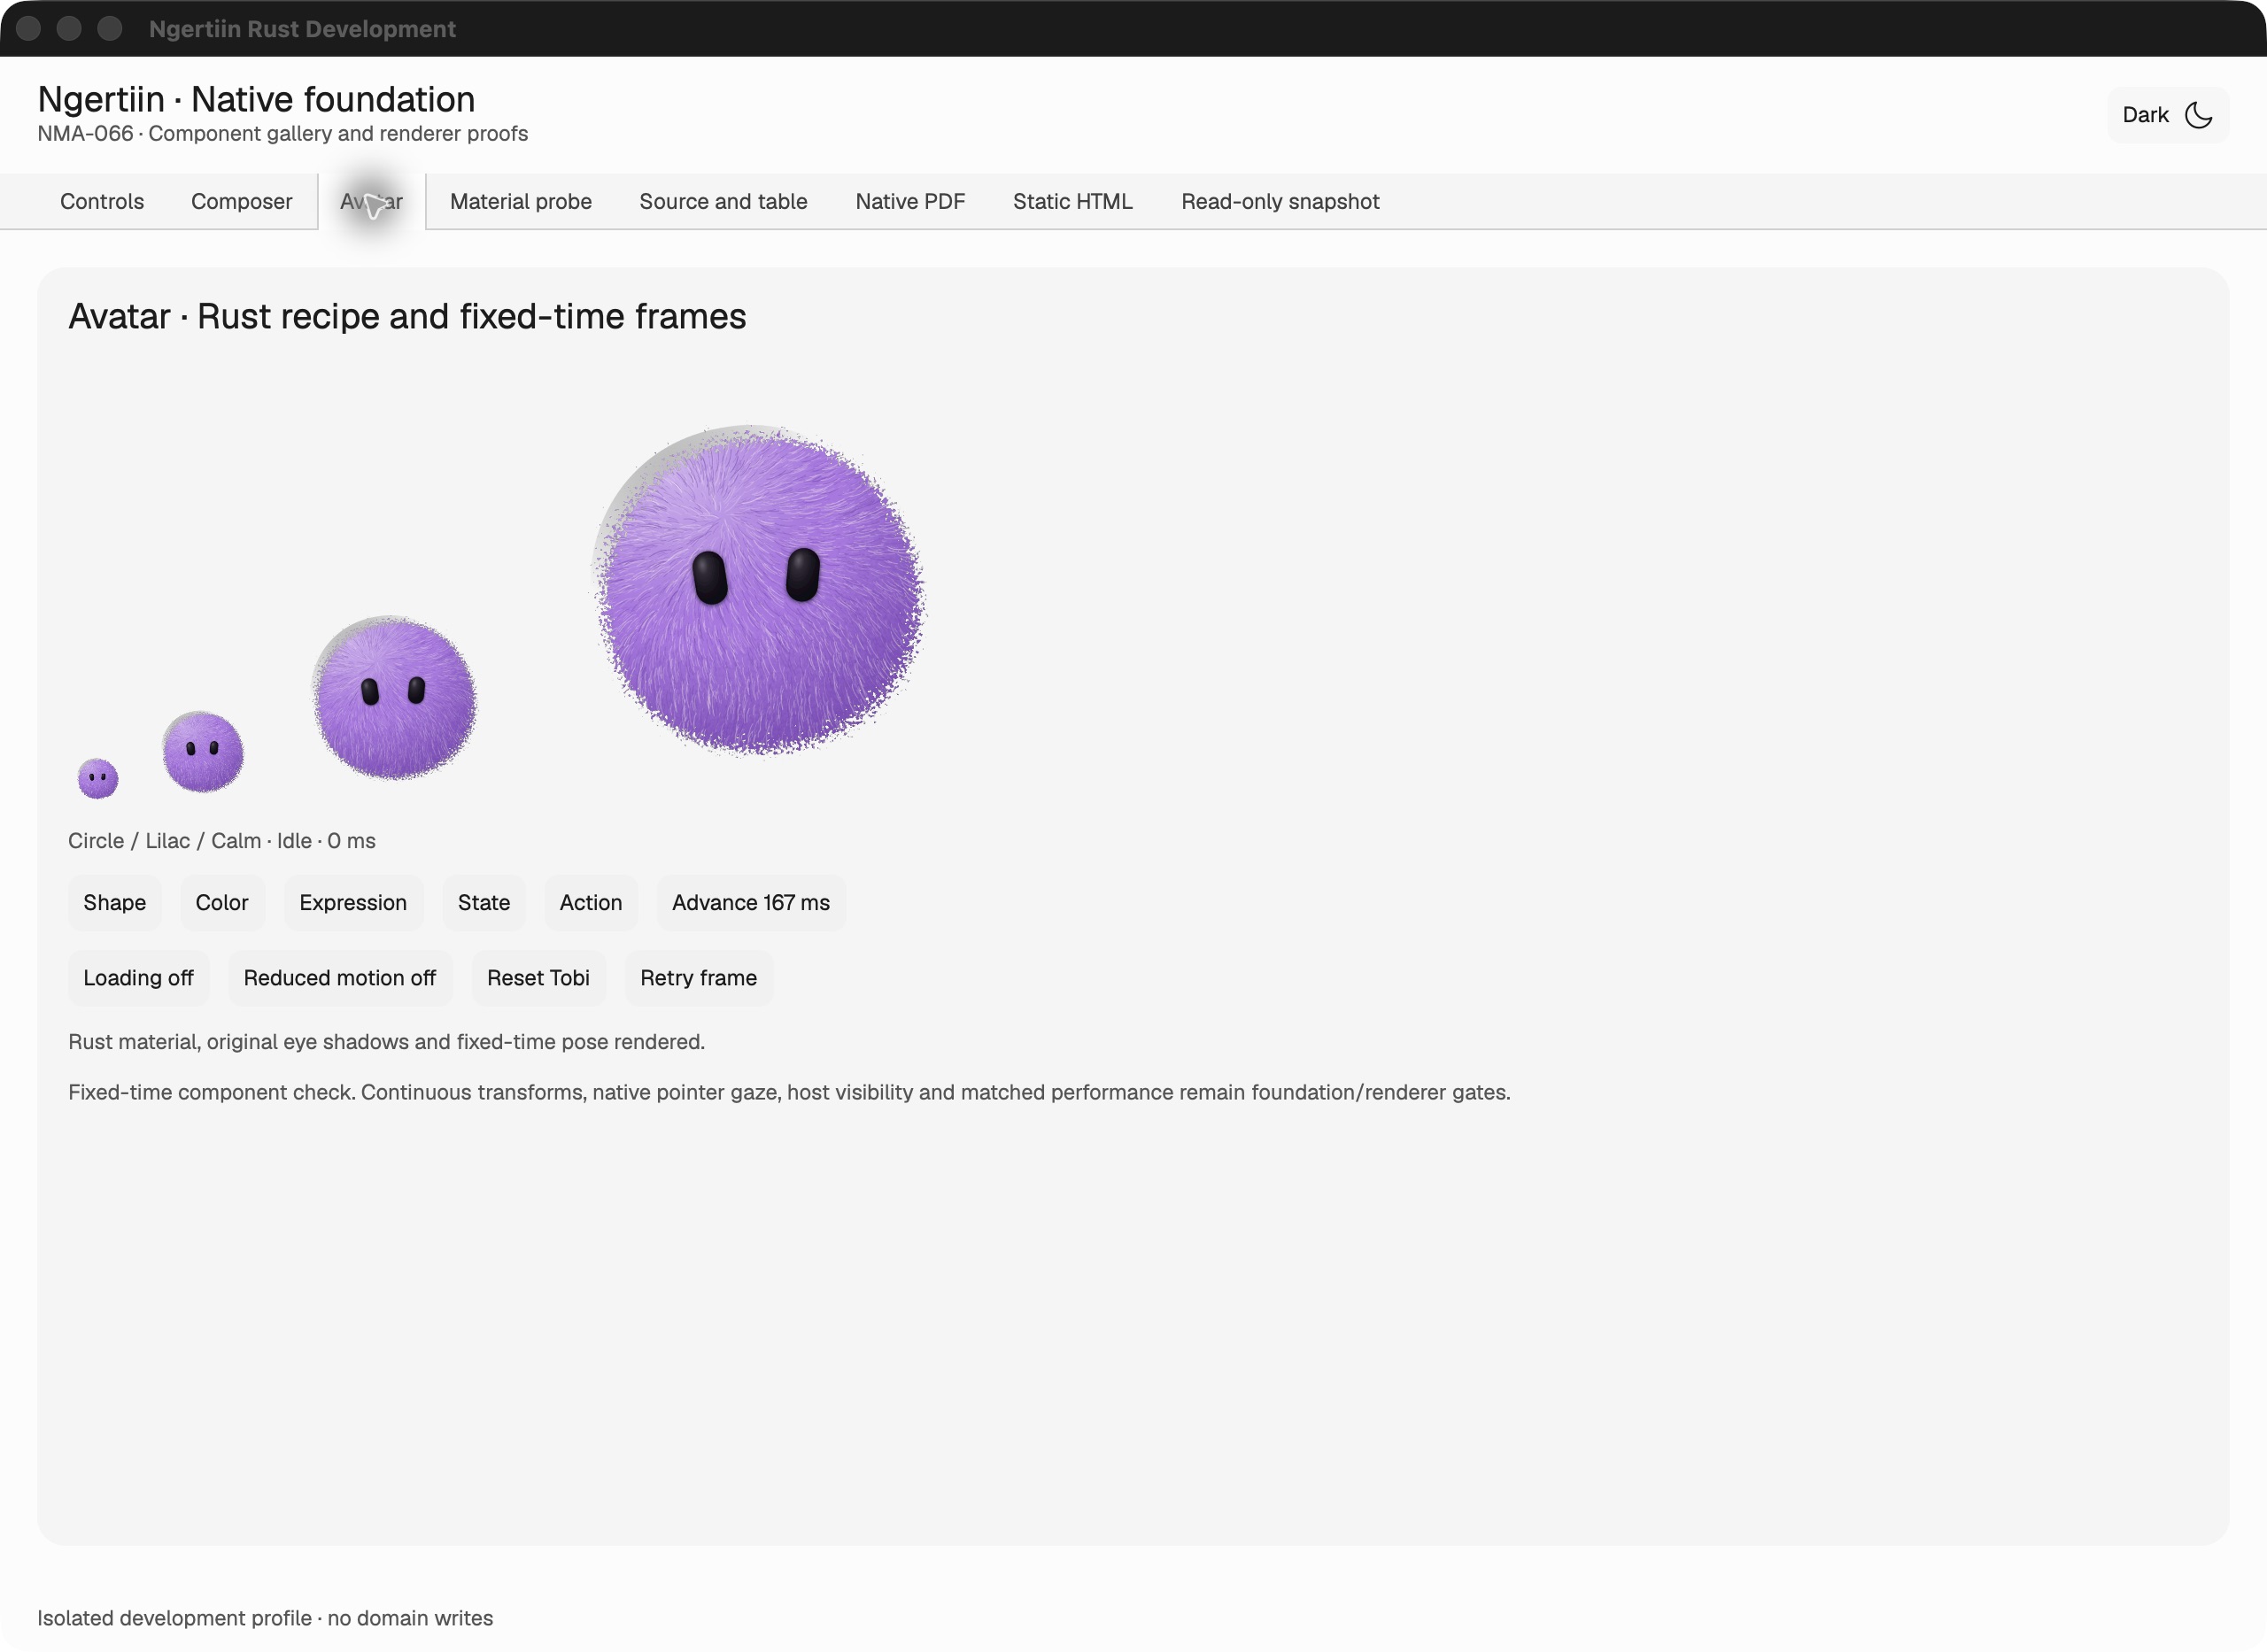 Ngertiin Rust Development
Ngertiin · Native foundation
NMA-066 · Component gallery and renderer proofs
Dark
Controls
Composer
Avatar
Material probe
Source and table
Native PDF
Static HTML
Read-only snapshot
Avatar · Rust recipe and fixed-time frames
Circle / Lilac / Calm · Idle · 0 ms
Shape
Color
Expression
State
Action
Advance 167 ms
Loading off
Reduced motion off
Reset Tobi
Retry frame
Rust material, original eye shadows and fixed-time pose rendered.
Fixed-time component check. Continuous transforms, native pointer gaze, host visibility and matched performance remain foundation/renderer gates.
Isolated development profile · no domain writes